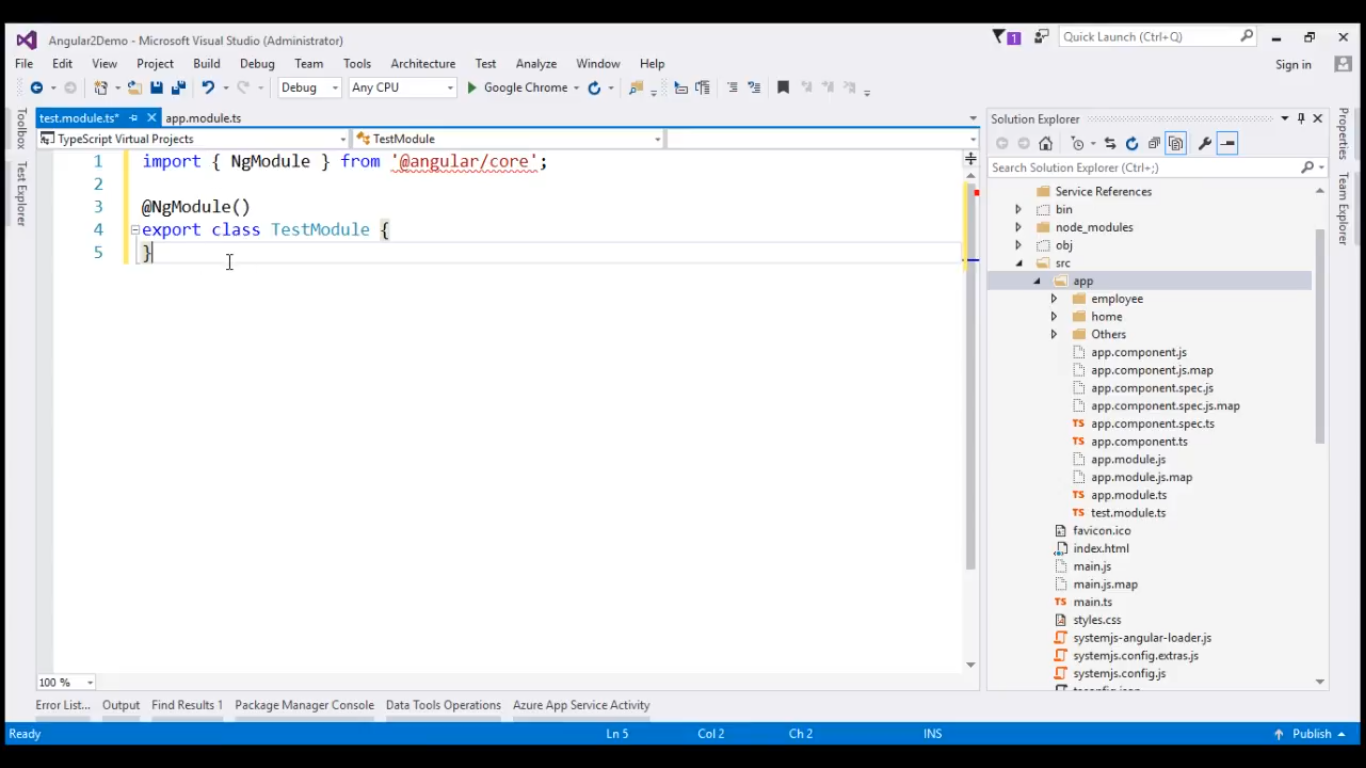 Angular2Demo - Microsoft Visual Studio (Administrator)
1
Quick Launch (Ctrl+Q)
File Edit View Project Build Debug Team Tools Architecture Test Analyze Window Help
Sign in
Debug Any CPU Google Chrome
Toolbox
Test Explorer
test.module.ts* app.module.ts
TypeScript Virtual Projects TestModule
1 import { NgModule } from '@angular/core';
2
3 @NgModule()
4 export class TestModule {
5 }
100 %
Solution Explorer
Search Solution Explorer (Ctrl+;)
Service References
bin
node_modules
obj
src
app
employee
home
Others
app.component.js
app.component.js.map
app.component.spec.js
app.component.spec.js.map
app.component.spec.ts
app.component.ts
app.module.js
app.module.js.map
app.module.ts
test.module.ts
favicon.ico
index.html
main.js
main.js.map
main.ts
styles.css
systemjs-angular-loader.js
systemjs.config.extras.js
systemjs.config.js
Properties
Team Explorer
Error List... Output Find Results 1 Package Manager Console Data Tools Operations Azure App Service Activity
Ready Ln 5 Col 2 Ch 2 INS Publish